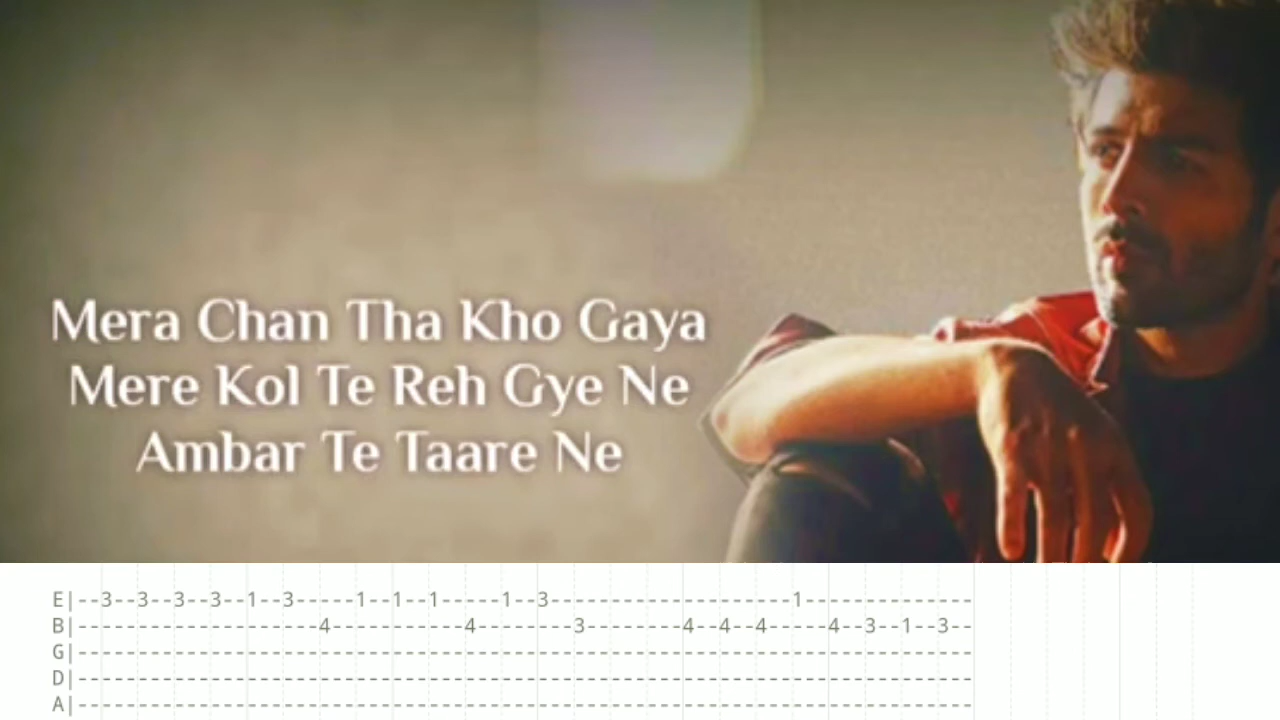 Mera Chan Tha Kho Gaya
Mere Kol Te Reh Gye Ne
Ambar Te Taare Ne
E|--3--3--3--3--1--3-----1--1--1-----1--3--------------------1--------------
B|--------------------4-----------4--------3--------4--4--4-----4--3--1--3--
G|--------------------------------------------------------------------------
D|--------------------------------------------------------------------------
A|--------------------------------------------------------------------------